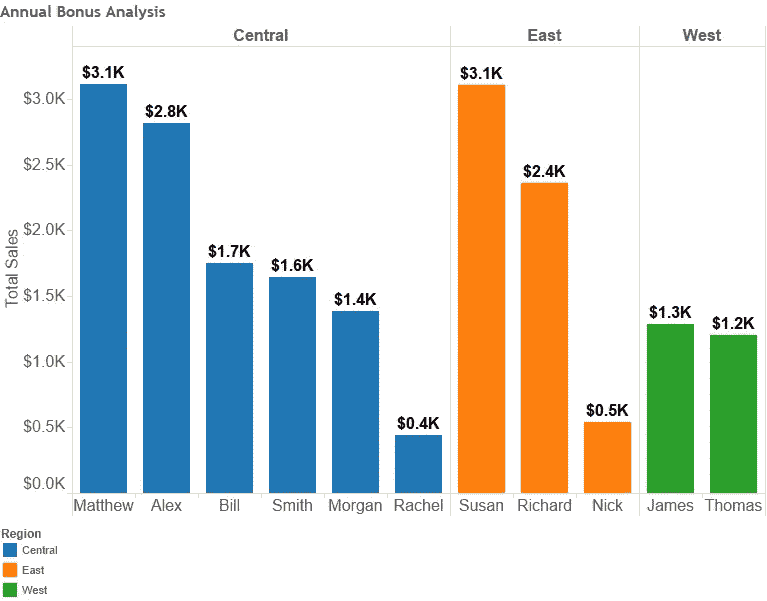 Annual Bonus Analysis
Central East West
$3.1K $2.8K $1.7K $1.6K $1.4K $0.4K $3.1K $2.4K $0.5K $1.3K $1.2K
Total Sales
$3.0K
$2.5K
$2.0K
$1.5K
$1.0K
$0.5K
$0.0K
Matthew Alex Bill Smith Morgan Rachel Susan Richard Nick James Thomas
Region
Central
East
West